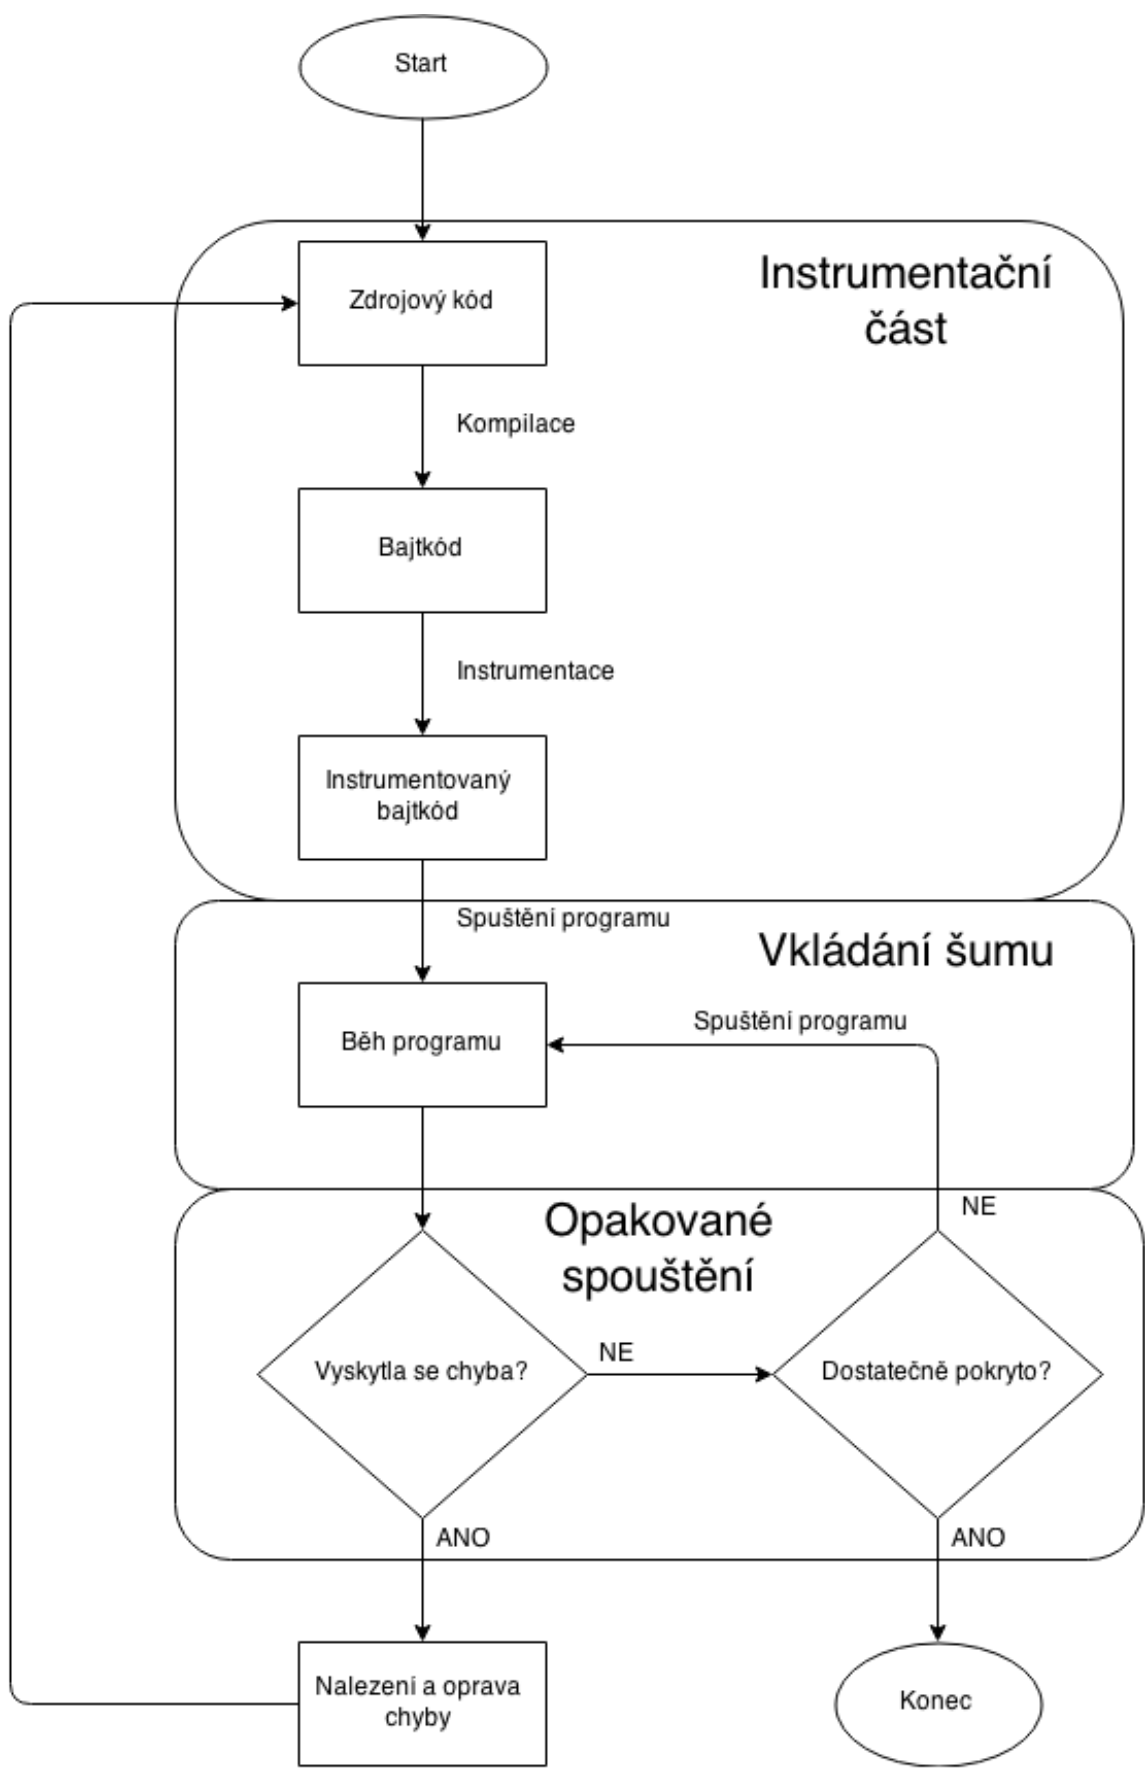 Start
Instrumentační
část
Zdrojový kód
Kompilace
Bajtkód
Instrumentace
Instrumentovaný
bajtkód
Spuštění programu
Vkládání šumu
Spuštění programu
Běh programu
NE
Opakované
spouštění
NE
Vyskytla se chyba?
Dostatečně pokryto?
ANO
ANO
Nalezení a oprava
chyby
Konec